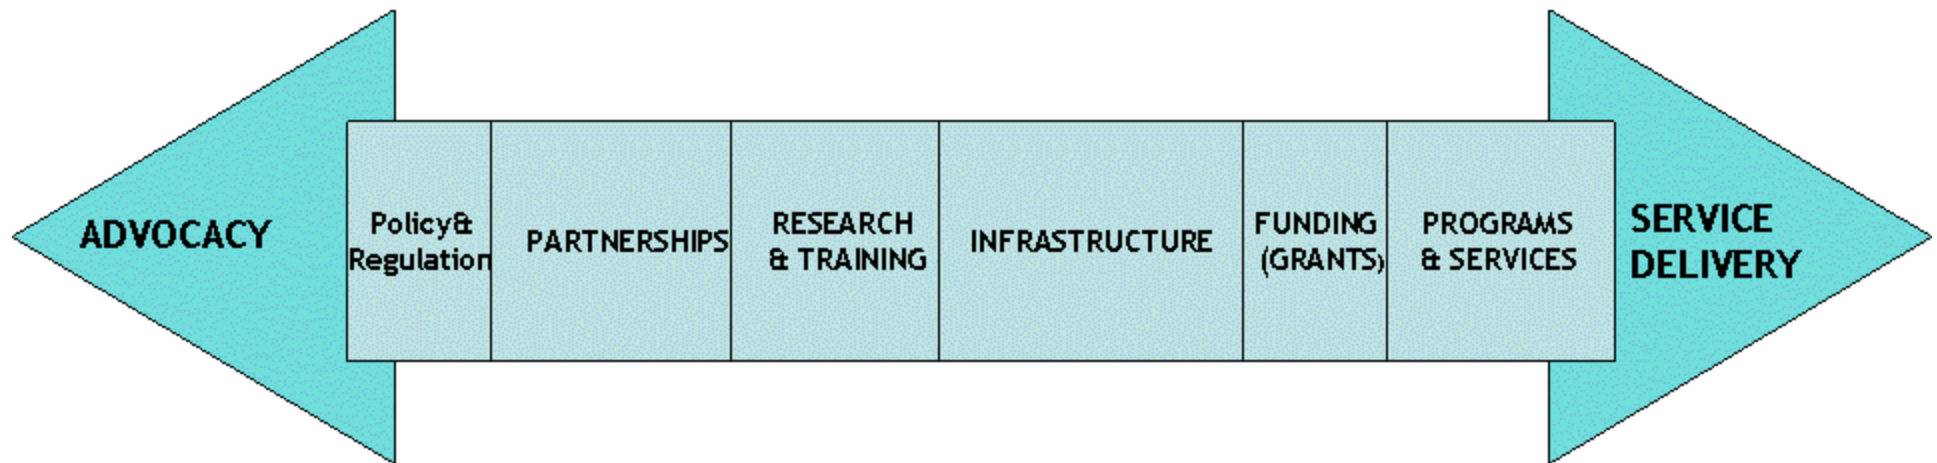 ADVOCACY
Policy&
Regulation
PARTNERSHIPS
RESEARCH
& TRAINING
INFRASTRUCTURE
FUNDING
(GRANTS)
PROGRAMS
& SERVICES
SERVICE
DELIVERY